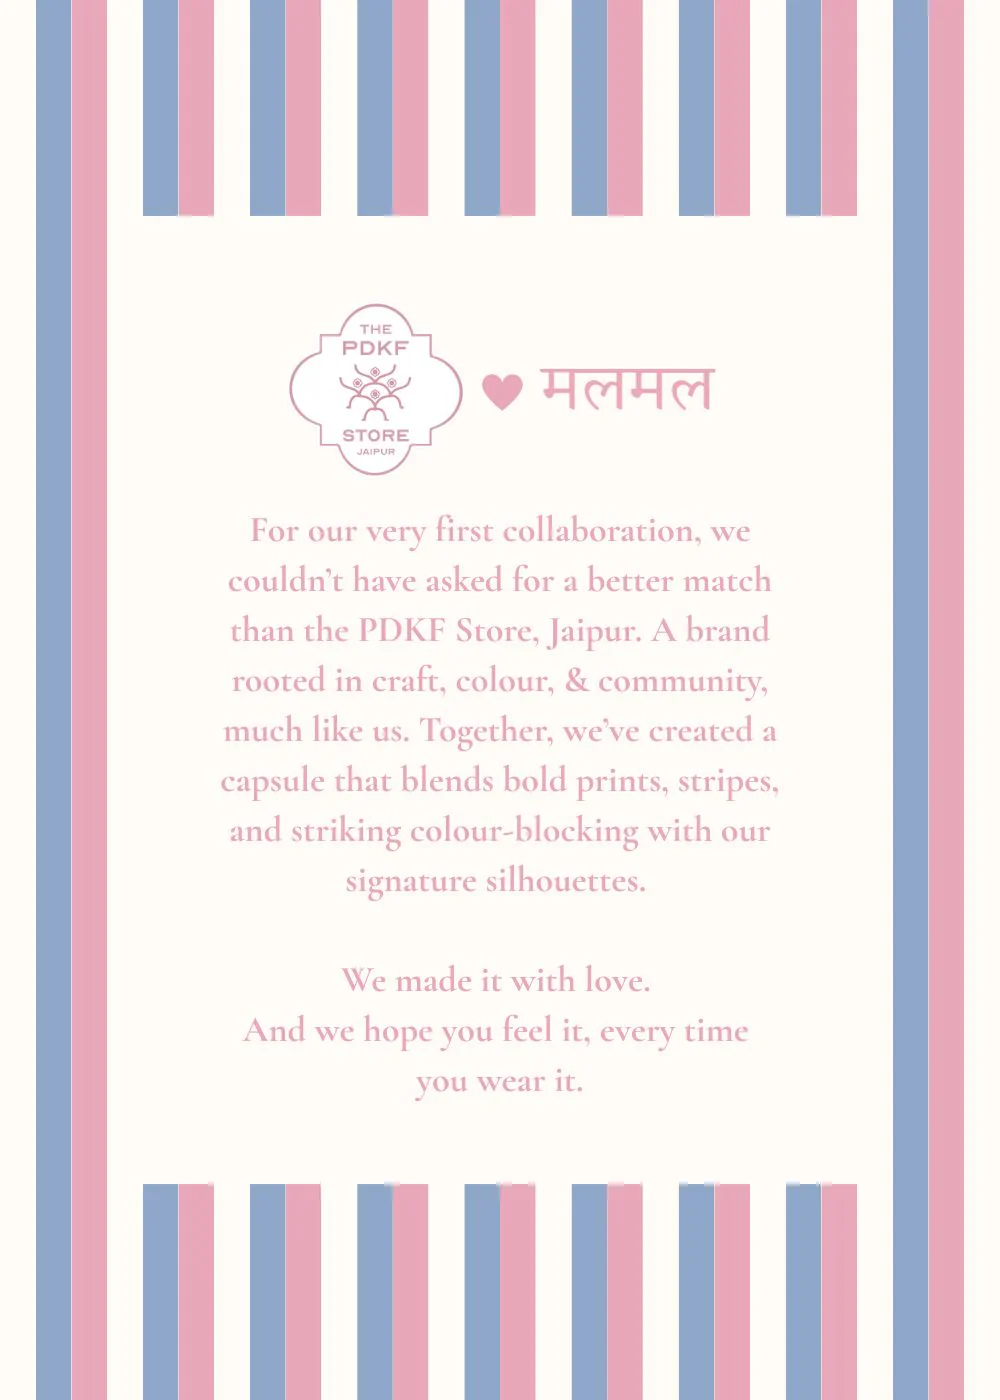 THE
PDKF
STORE
JAIPUR
मलमल
For our very first collaboration, we
couldn’t have asked for a better match
than the PDKF Store, Jaipur. A brand
rooted in craft, colour, & community,
much like us. Together, we’ve created a
capsule that blends bold prints, stripes,
and striking colour-blocking with our
signature silhouettes.
We made it with love.
And we hope you feel it, every time
you wear it.